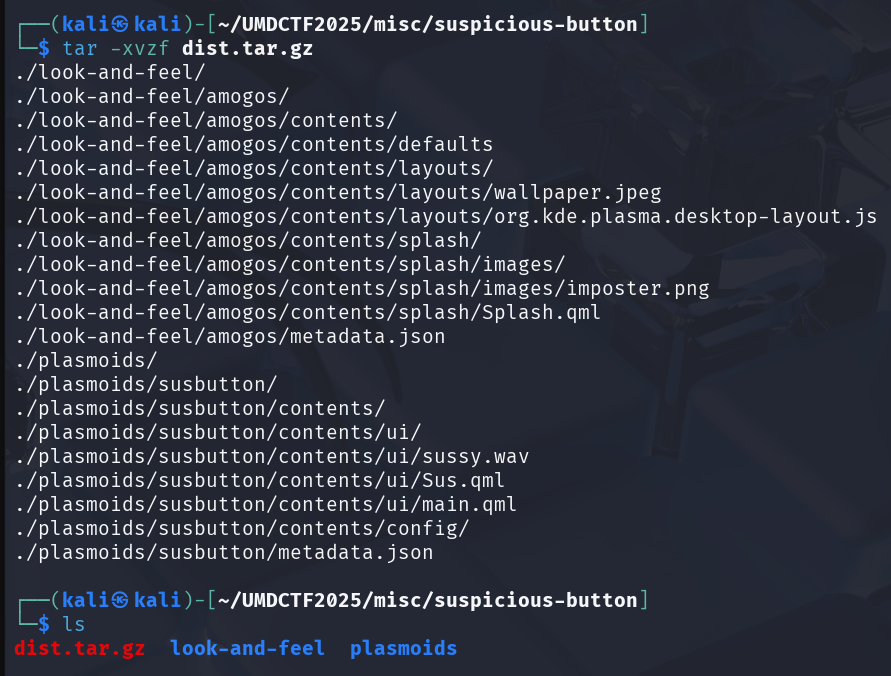 ┌──(kali㉿kali)-[~/UMDCTF2025/misc/suspicious-button]
└─$ tar -xvzf dist.tar.gz
./look-and-feel/
./look-and-feel/amogos/
./look-and-feel/amogos/contents/
./look-and-feel/amogos/contents/defaults
./look-and-feel/amogos/contents/layouts/
./look-and-feel/amogos/contents/layouts/wallpaper.jpeg
./look-and-feel/amogos/contents/layouts/org.kde.plasma.desktop-layout.js
./look-and-feel/amogos/contents/splash/
./look-and-feel/amogos/contents/splash/images/
./look-and-feel/amogos/contents/splash/images/imposter.png
./look-and-feel/amogos/contents/splash/Splash.qml
./look-and-feel/amogos/metadata.json
./plasmoids/
./plasmoids/susbutton/
./plasmoids/susbutton/contents/
./plasmoids/susbutton/contents/ui/
./plasmoids/susbutton/contents/ui/sussy.wav
./plasmoids/susbutton/contents/ui/Sus.qml
./plasmoids/susbutton/contents/ui/main.qml
./plasmoids/susbutton/contents/config/
./plasmoids/susbutton/metadata.json
┌──(kali㉿kali)-[~/UMDCTF2025/misc/suspicious-button]
└─$ ls
dist.tar.gz  look-and-feel  plasmoids